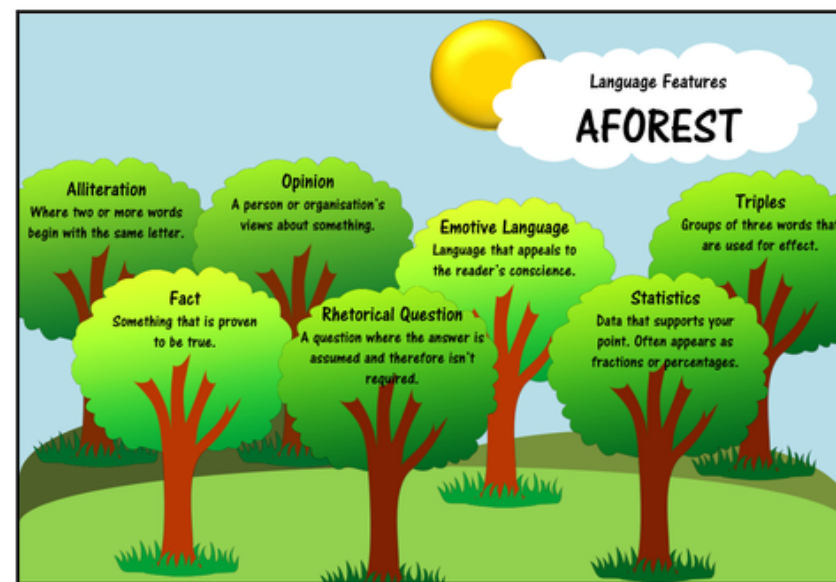 Language Features
AFOREST
Alliteration
Where two or more words
begin with the same letter.
Fact
Something that is proven
to be true.
Opinion
A person or organisation's
views about something.
Rhetorical Question
A question where the answer is
assumed and therefore isn't
required.
Emotive Language
Language that appeals to
the reader's conscience.
Statistics
Data that supports your
point. Often appears as
fractions or percentages.
Triples
Groups of three words that
are used for effect.